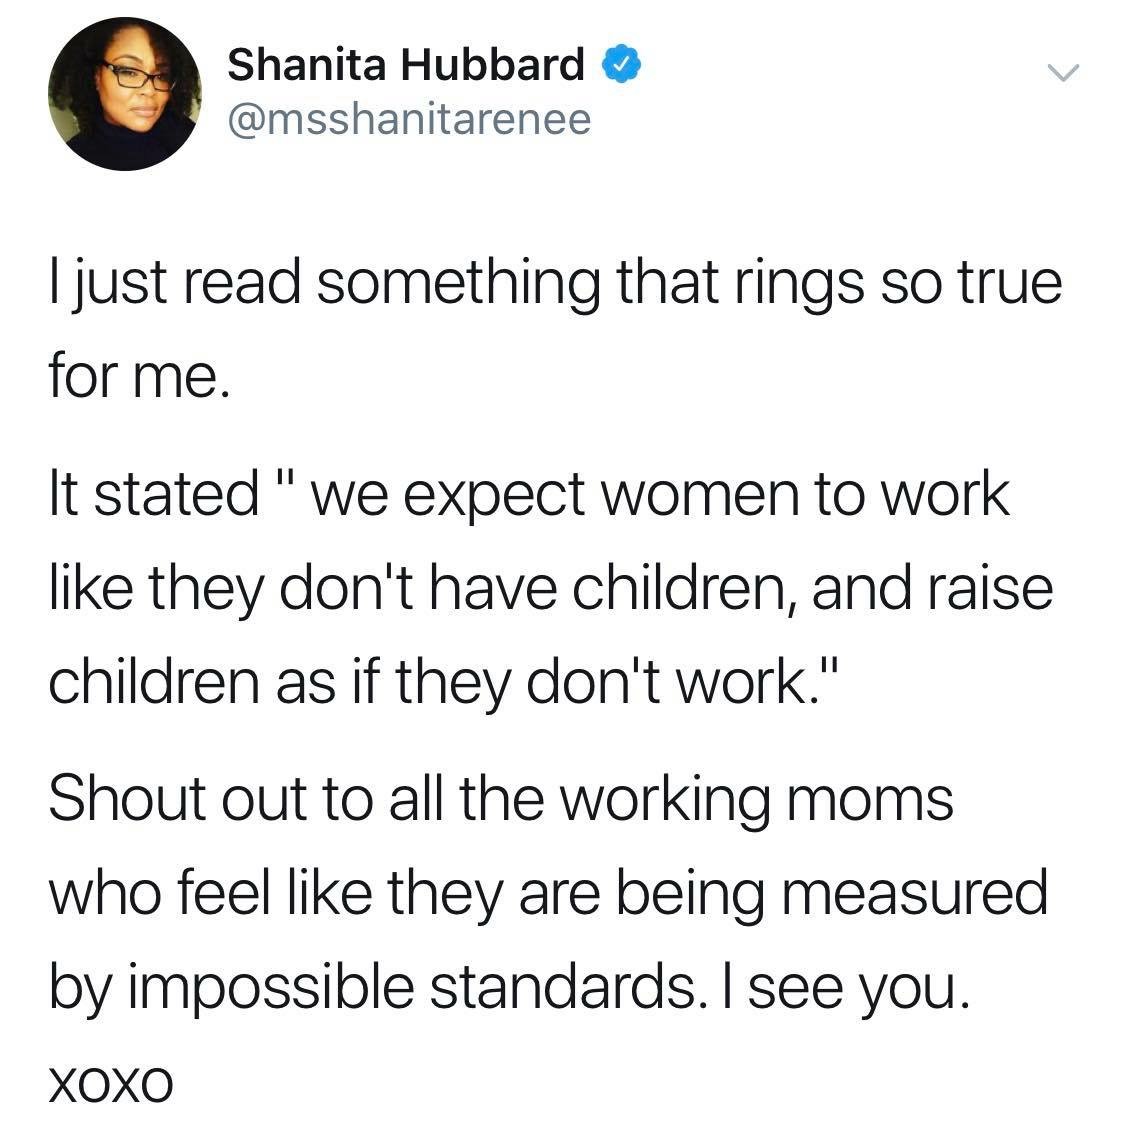 Shanita Hubbard
@msshanitarenee
I just read something that rings so true
for me.
It stated " we expect women to work
like they don't have children, and raise
children as if they don't work."
Shout out to all the working moms
who feel like they are being measured
by impossible standards. I see you.
xoxo